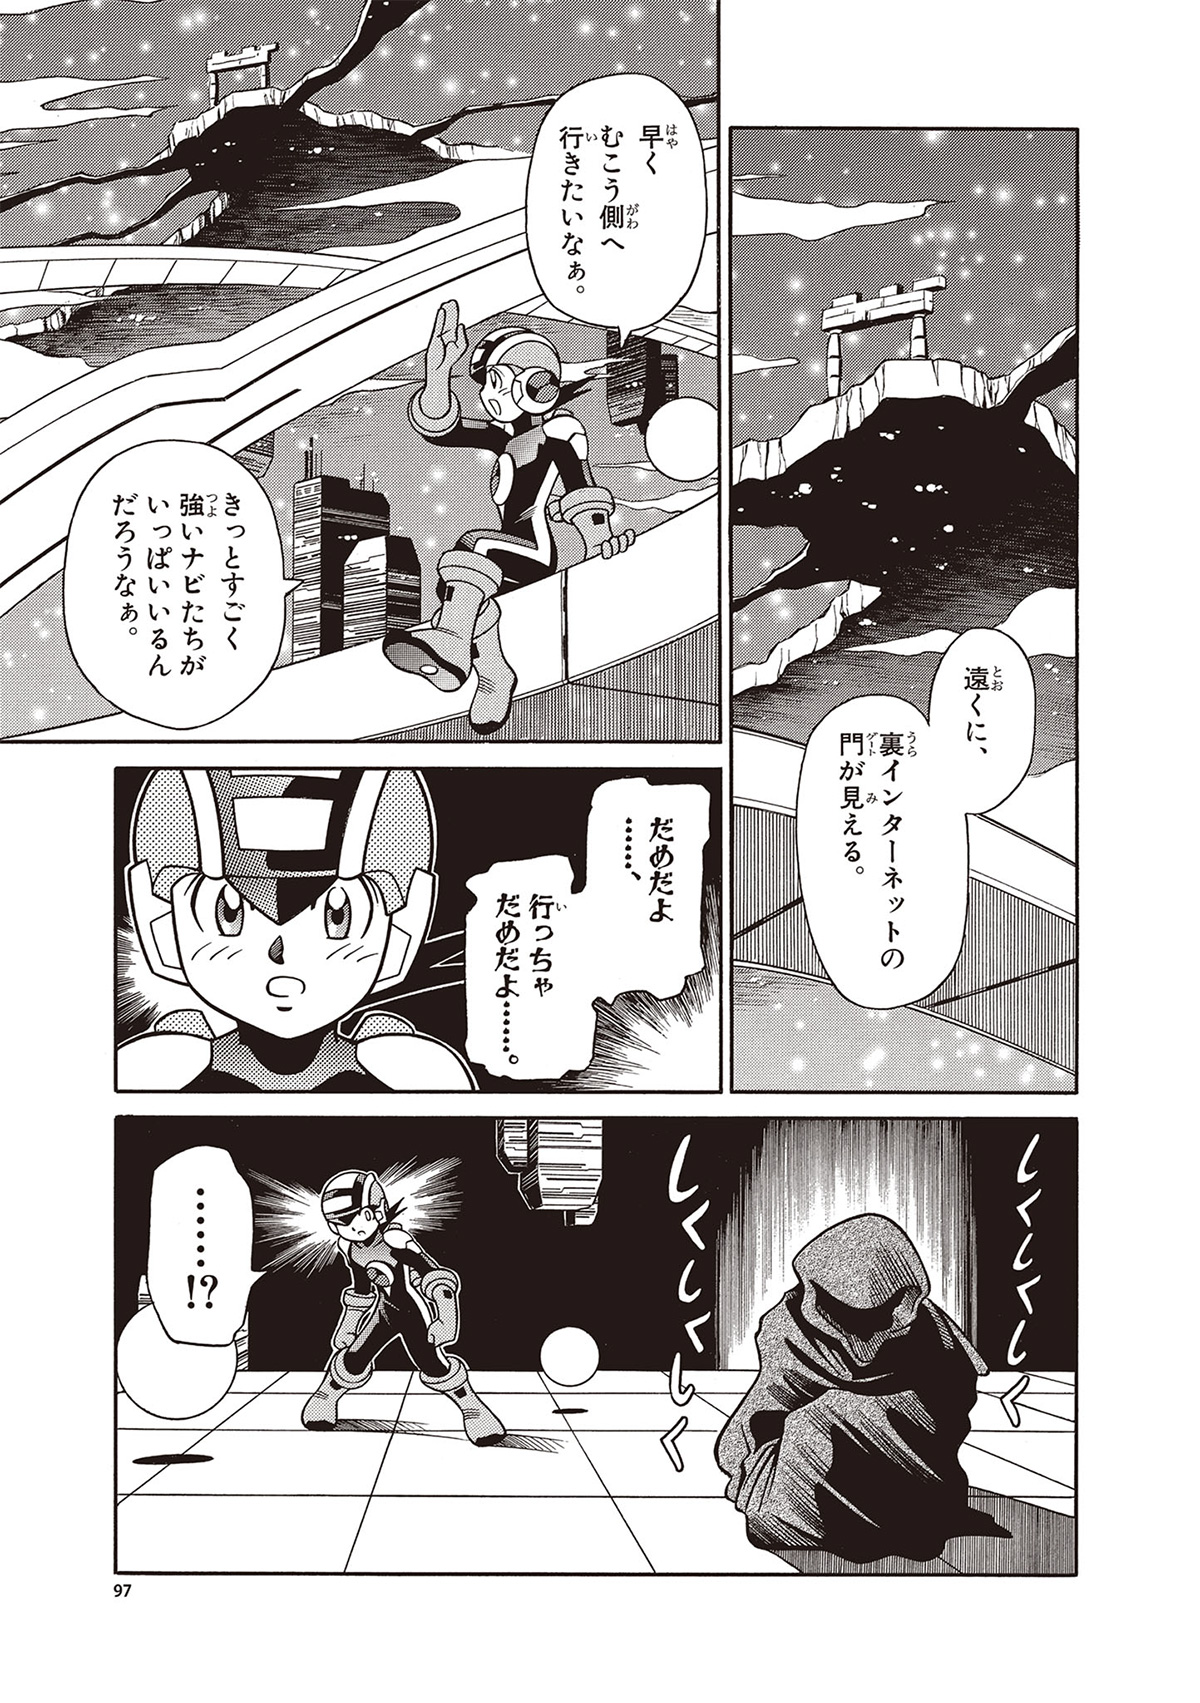 遠くに、
裏インターネットの
門が見える。
早く
むこう側へ
行きたいなぁ。
きっとすごく
強いナビたちが
いっぱいいるん
だろうなぁ。
だめだよ
……、
行っちゃ
だめだよ……。
しくしく
しくしく
……!?
97